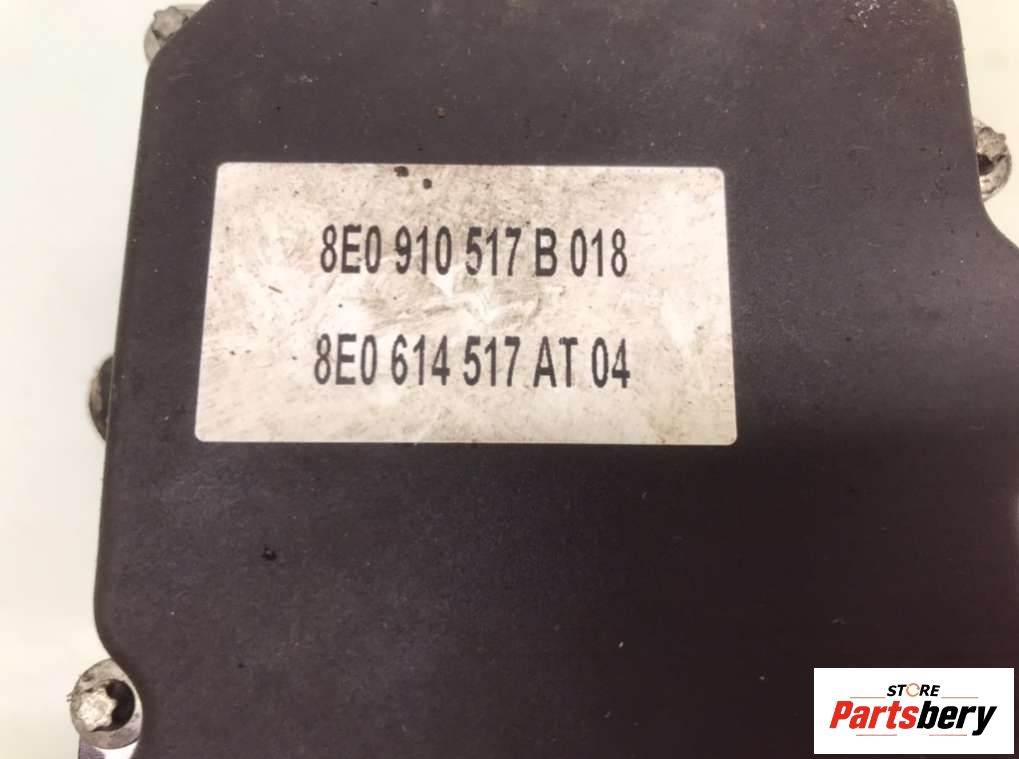 8E0 910 517 B 018
8E0 614 517 AT 04
STORE
Partsbery